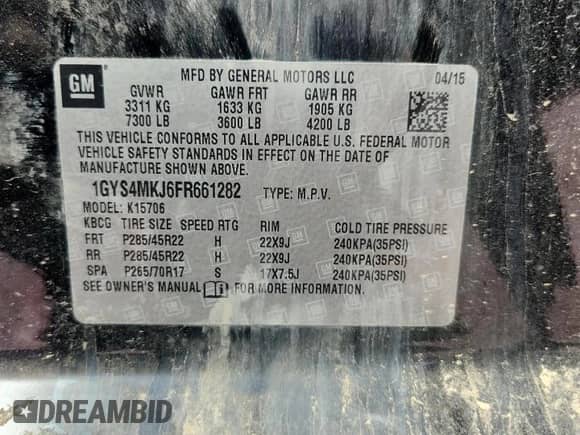 GM
MFD BY GENERAL MOTORS LLC 04/15
GVWR GAWR FRT GAWR RR
3311 KG 1633 KG 1905 KG
7300 LB 3600 LB 4200 LB
THIS VEHICLE CONFORMS TO ALL APPLICABLE U.S. FEDERAL MOTOR
VEHICLE SAFETY STANDARDS IN EFFECT ON THE DATE OF
MANUFACTURE SHOWN ABOVE.
1GYS4MKJ6FR661282 TYPE: M.P.V.
MODEL: K15706
KBCG TIRE SIZE SPEED RTG RIM COLD TIRE PRESSURE
FRT P285/45R22 H 22X9J 240KPA(35PSI)
RR P285/45R22 H 22X9J 240KPA(35PSI)
SPA P265/70R17 S 17X7.5J 240KPA(35PSI)
SEE OWNER'S MANUAL FOR MORE INFORMATION.
DREAMBID